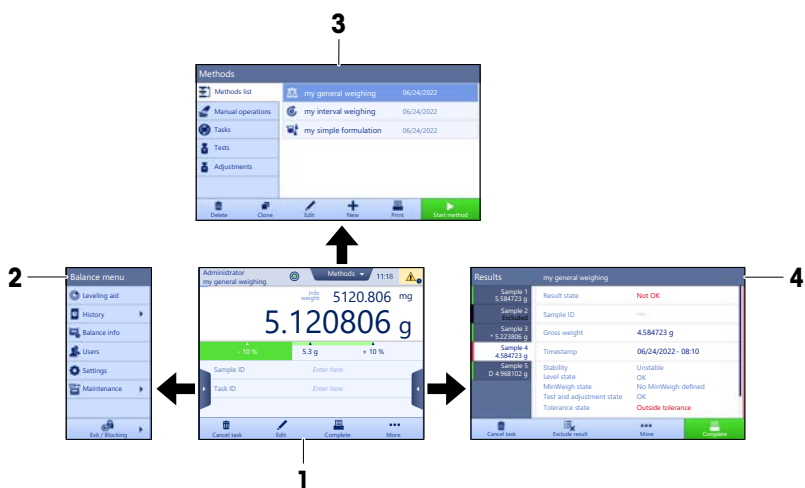 3
Methods
Methods list
my general weighing 06/24/2022
Manual operations
my interval weighing 06/24/2022
Tasks
my simple formulation 06/24/2022
Tests
Adjustments
Delete Clone Edit New Print Start method
2
Balance menu
Leveling aid
History
Balance info
Users
Settings
Maintenance
Exit / Blocking
Administrator
my general weighing
Methods 11:18
Info weight 5120.806 mg
5.120806 g
- 10 % 5.3 g + 10 %
Sample ID Enter here
Task ID Enter here
Cancel task Edit Complete More
1
4
Results my general weighing
Sample 1
5.584723 g
Result state Not OK
Sample 2
Excluded
Sample ID
Sample 3
* 5.223806 g
Gross weight 4.584723 g
Sample 4
4.584723 g
Timestamp 06/24/2022 - 08:10
Sample 5
D 4.968102 g
Stability Unstable
Level state OK
MinWeigh state No MinWeigh defined
Test and adjustment state OK
Tolerance state Outside tolerance
Cancel task Exclude result More Complete